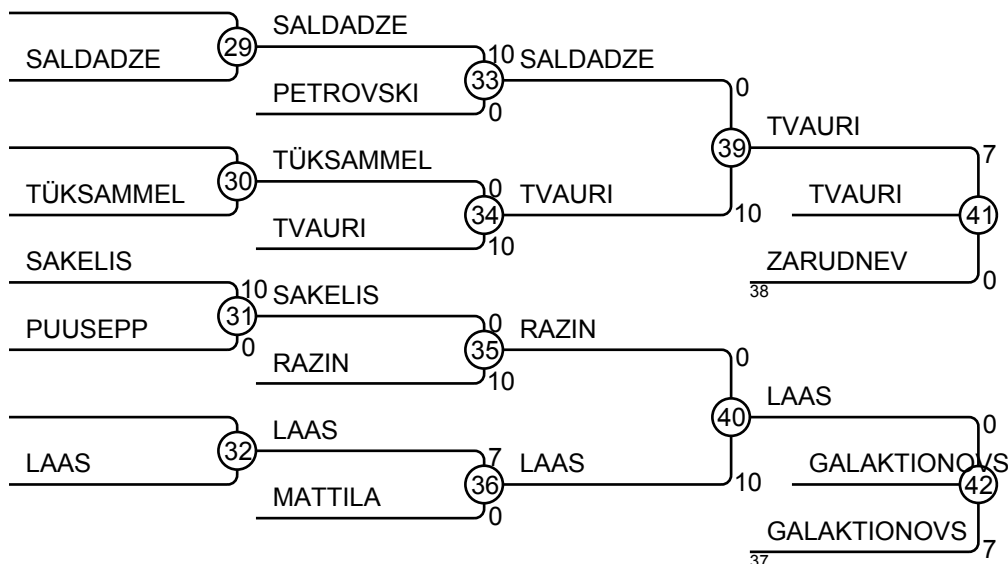 SALDADZE
29
SALDADZE
10
PETROVSKI
33
0
SALDADZE
0
TÜKSAMMEL
30
TÜKSAMMEL
0
TVAURI
34
10
TVAURI
39
10
TVAURI
7
TVAURI
41
ZARUDNEV
38
0
SAKELIS
10
PUUSEPP
31
0
SAKELIS
0
RAZIN
35
10
RAZIN
0
LAAS
32
LAAS
7
MATTILA
36
0
LAAS
40
10
LAAS
0
GALAKTIONOVS
42
GALAKTIONOVS
37
7